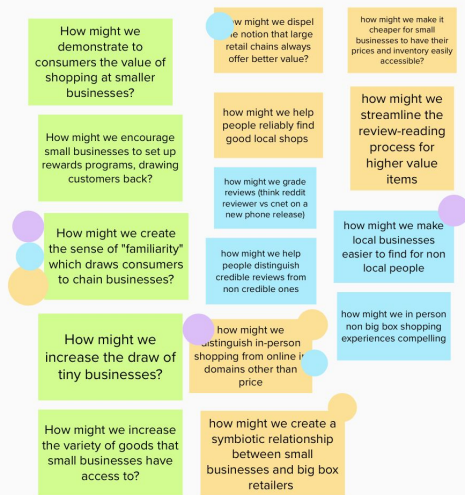 How might we
demonstrate to
consumers the value of
shopping at smaller
businesses?
How might we encourage
small businesses to set up
rewards programs, drawing
customers back?
How might we create
the sense of "familiarity"
which draws consumers
to chain businesses?
How might we
increase the draw of
tiny businesses?
How might we increase
the variety of goods that
small businesses have
access to?
how might we dispel
the notion that large
retail chains always
offer better value?
how might we help
people reliably find
good local shops
how might we grade
reviews (think reddit
reviewer vs cnet on a
new phone release)
how might we help
people distinguish
credible reviews from
non credible ones
how might we
distinguish in-person
shopping from online in
domains other than
price
how might we create a
symbiotic relationship
between small
businesses and big box
retailers
how might we make it
cheaper for small
businesses to have their
prices and inventory easily
accessible?
how might we
streamline the
review-reading
process for
higher value
items
how might we make
local businesses
easier to find for non
local people
how might we in person
non big box shopping
experiences compelling